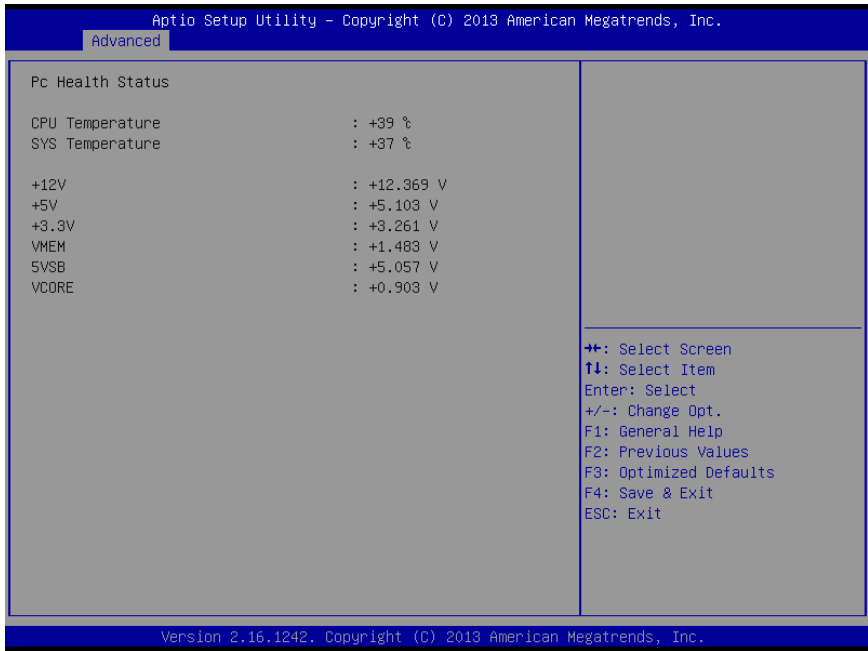 Aptio Setup Utility – Copyright (C) 2013 American Megatrends, Inc.
Advanced
Pc Health Status
CPU Temperature : +39 ℃
SYS Temperature : +37 ℃
+12V : +12.369 V
+5V : +5.103 V
+3.3V : +3.261 V
VMEM : +1.483 V
5VSB : +5.057 V
VCORE : +0.903 V
→←: Select Screen
↑↓: Select Item
Enter: Select
+/-: Change Opt.
F1: General Help
F2: Previous Values
F3: Optimized Defaults
F4: Save & Exit
ESC: Exit
Version 2.16.1242. Copyright (C) 2013 American Megatrends, Inc.